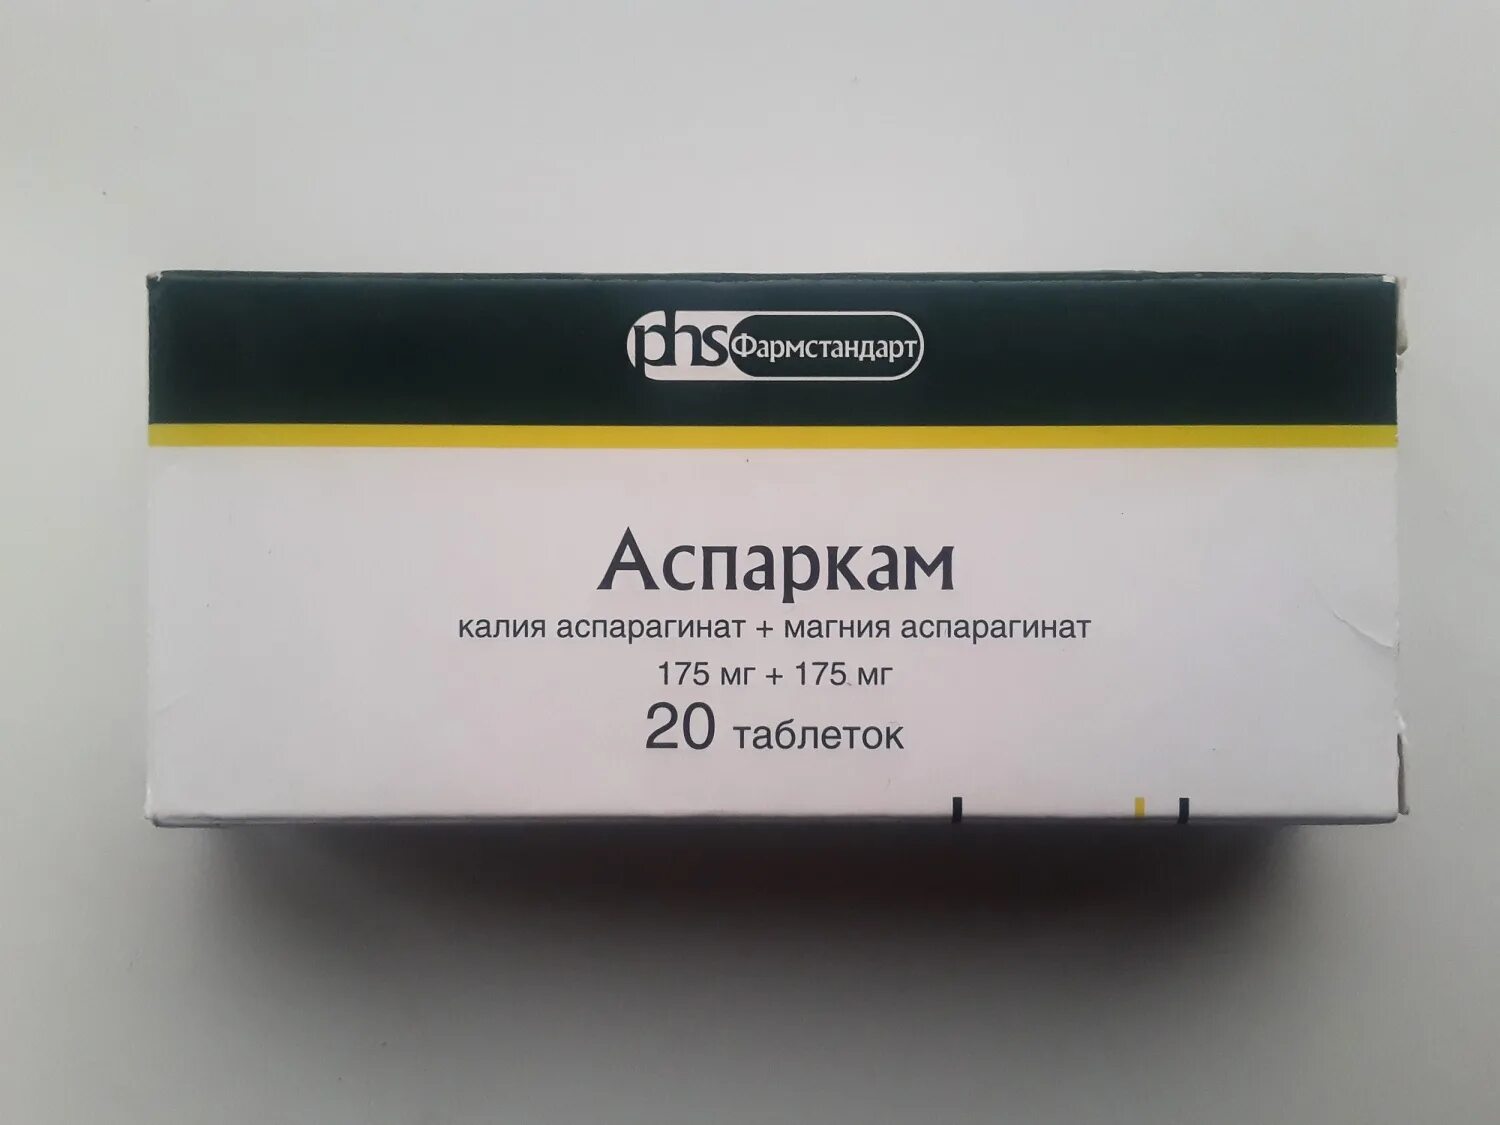 phs Фармстандарт
Аспаркам
калия аспарагинат + магния аспарагинат
175 мг + 175 мг
20 таблеток